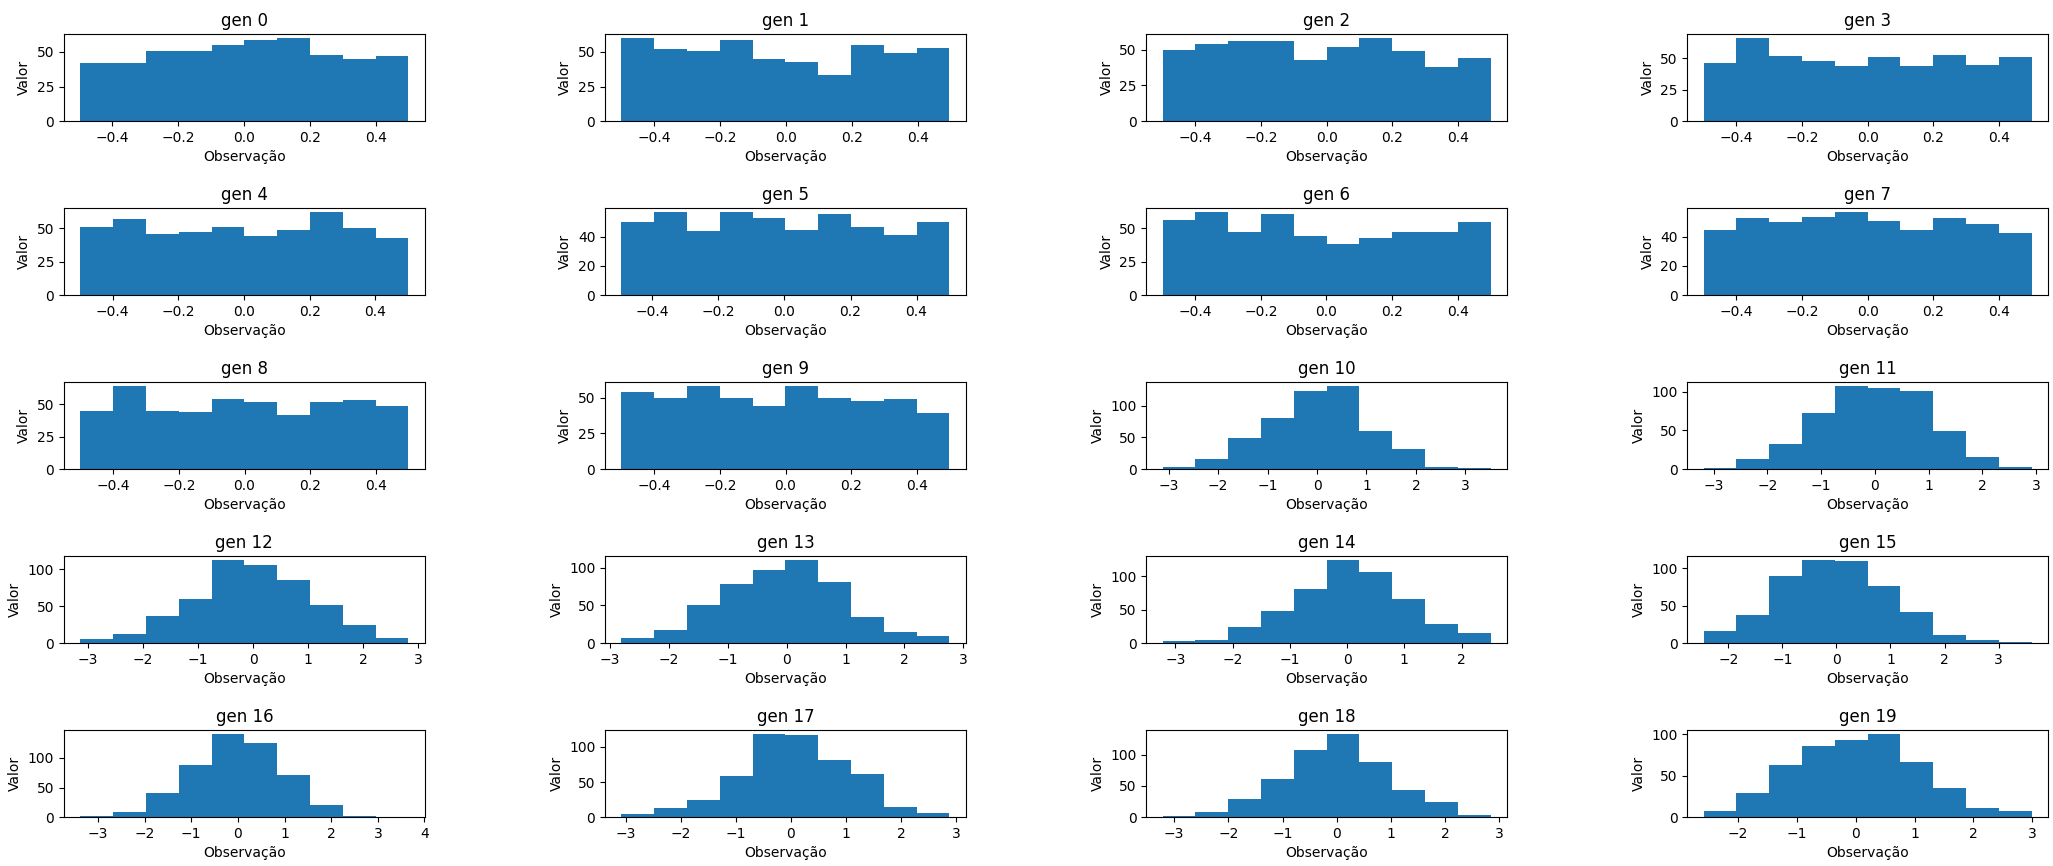 gen 0 gen 1 gen 2 gen 3
Valor Valor Valor Valor
50 25 0
50 25 0
50 25 0
50 25 0
−0.4 −0.2 0.0 0.2 0.4
−0.4 −0.2 0.0 0.2 0.4
−0.4 −0.2 0.0 0.2 0.4
−0.4 −0.2 0.0 0.2 0.4
Observação Observação Observação Observação
gen 4 gen 5 gen 6 gen 7
Valor Valor Valor Valor
50 25 0
40 20 0
50 25 0
40 20 0
−0.4 −0.2 0.0 0.2 0.4
−0.4 −0.2 0.0 0.2 0.4
−0.4 −0.2 0.0 0.2 0.4
−0.4 −0.2 0.0 0.2 0.4
Observação Observação Observação Observação
gen 8 gen 9 gen 10 gen 11
Valor Valor Valor Valor
50 25 0
50 25 0
100 50 0
100 50 0
−0.4 −0.2 0.0 0.2 0.4
−0.4 −0.2 0.0 0.2 0.4
−3 −2 −1 0 1 2 3
−3 −2 −1 0 1 2 3
Observação Observação Observação Observação
gen 12 gen 13 gen 14 gen 15
Valor Valor Valor Valor
100 50 0
100 50 0
100 50 0
100 50 0
−3 −2 −1 0 1 2 3
−3 −2 −1 0 1 2 3
−3 −2 −1 0 1 2
−2 −1 0 1 2 3
Observação Observação Observação Observação
gen 16 gen 17 gen 18 gen 19
Valor Valor Valor Valor
100 50 0
100 50 0
100 50 0
100 75 50 25 0
−3 −2 −1 0 1 2 3 4
−3 −2 −1 0 1 2 3
−3 −2 −1 0 1 2 3
−2 −1 0 1 2 3
Observação Observação Observação Observação